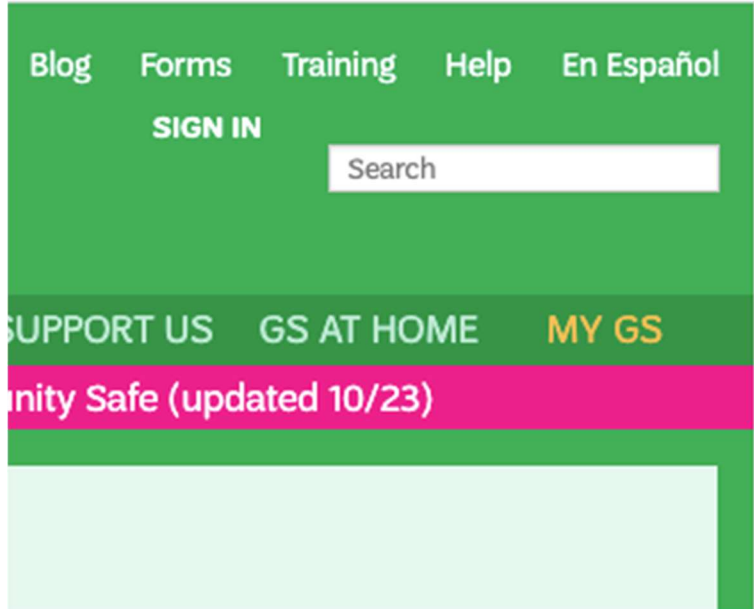 Blog Forms Training Help En Español
SIGN IN
Search
SUPPORT US GS AT HOME MY GS
Safe (updated 10/23)